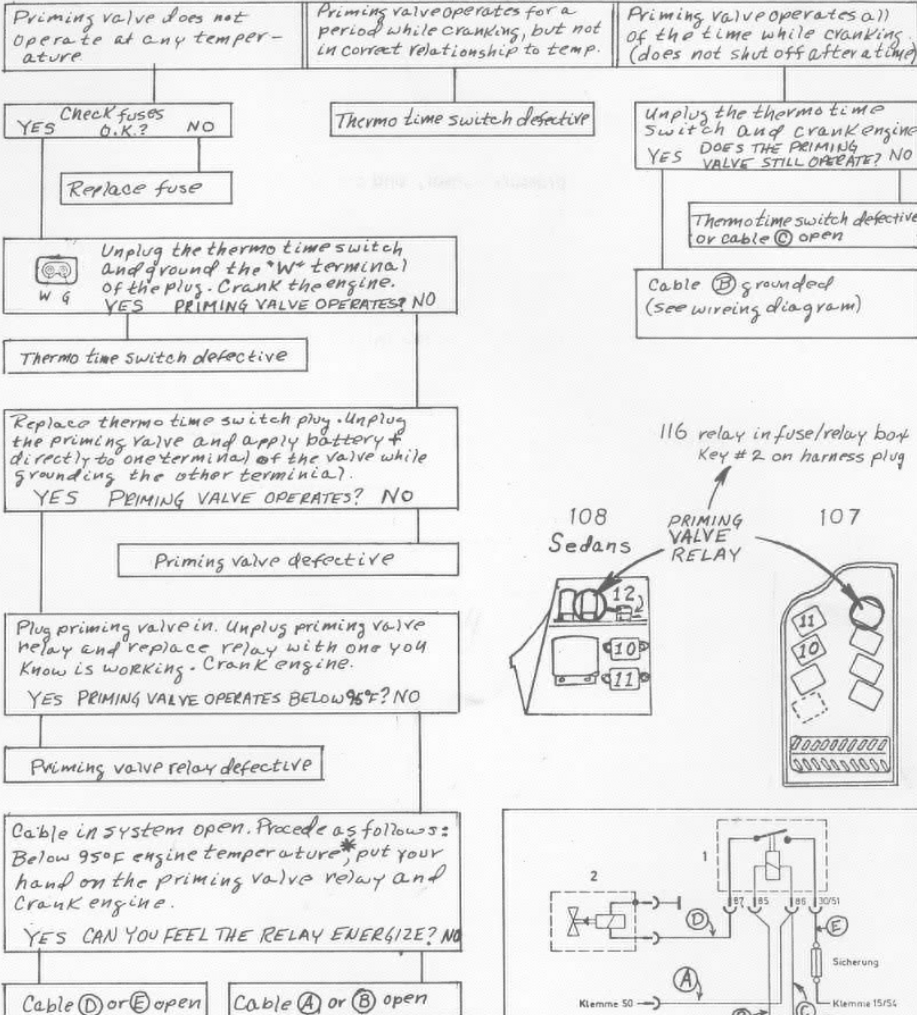 Priming valve does not
operate at any temper-
ature
Priming valve operates for a
period while cranking, but not
in correct relationship to temp.
Priming valve operates all
of the time while cranking.
(does not shut off after a time)
Check fuses
YES O.K.? NO
Replace fuse
Thermo time switch defective
Unplug the thermo time
switch and crank engine
YES DOES THE PRIMING NO
VALVE STILL OPERATE?
Thermo time switch defective
or cable C open
Cable B grounded
(see wireing diagram)
Unplug the thermo time switch
and ground the "W" terminal
of the plug. Crank the engine.
W G
YES PRIMING VALVE OPERATES? NO
Thermo time switch defective
Replace thermo time switch plug. Unplug
the priming valve and apply battery +
directly to one terminal of the valve while
grounding the other terminial.
YES PRIMING VALVE OPERATES? NO
Priming valve defective
Plug priming valve in. Unplug priming valve
relay and replace relay with one you
know is working. Crank engine.
YES PRIMING VALVE OPERATES BELOW 95°F? NO
Priming valve relay defective
Cable in system open. Procede as follows:
Below 95°F engine temperature*, put your
hand on the priming valve relay and
crank engine.
YES CAN YOU FEEL THE RELAY ENERGIZE? NO
Cable D or E open
Cable A or B open
116 relay in fuse/relay box
Key #2 on harness plug
108
Sedans
PRIMING
VALVE
RELAY
107
12
10
11
11
10
1
2
87 85 86 30/51
D
E
Sicherung
A
Klemme 50
Klemme 15/54
C